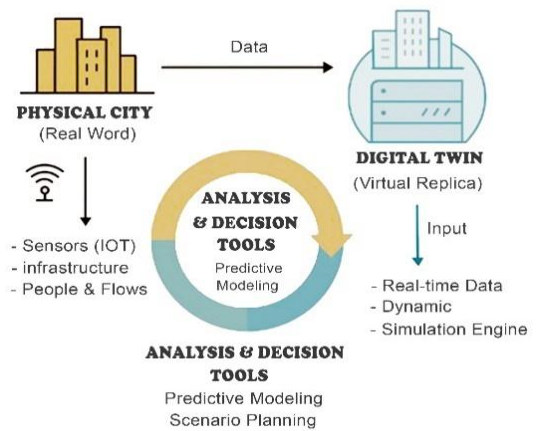 Data
PHYSICAL CITY
(Real Word)
DIGITAL TWIN
(Virtual Replica)
- Sensors (IOT)
- infrastructure
- People & Flows
ANALYSIS
& DECISION
TOOLS
Predictive
Modeling
Input
- Real-time Data
- Dynamic
- Simulation Engine
ANALYSIS & DECISION
TOOLS
Predictive Modeling
Scenario Planning